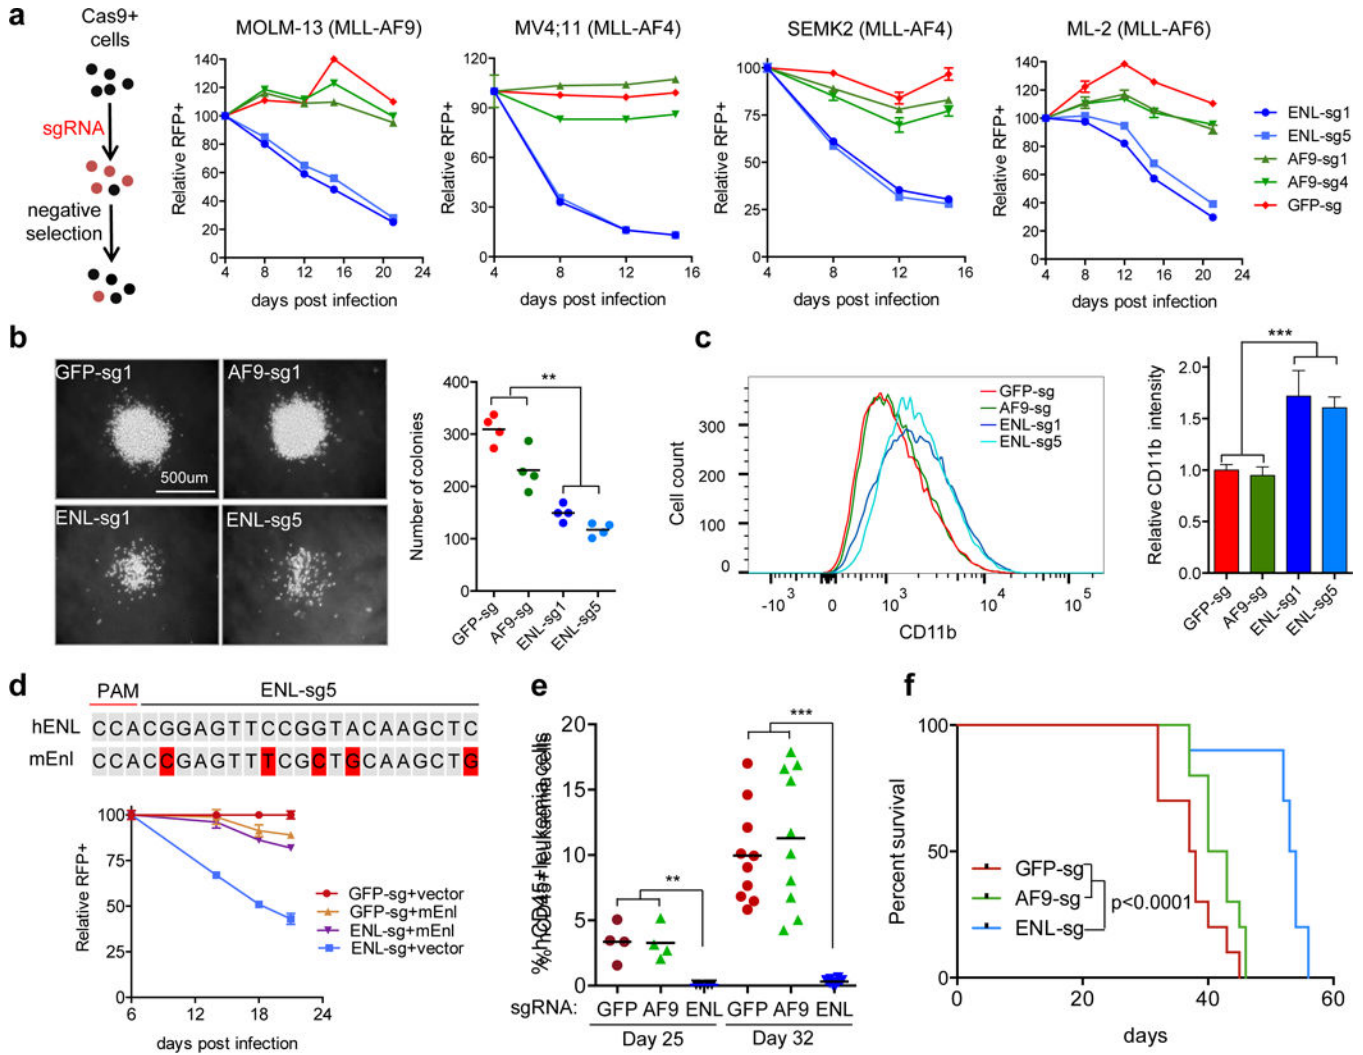 a
Cas9+
cells
sgRNA
negative
selection
MOLM-13 (MLL-AF9)
Relative RFP+
140
120
100
80
60
40
20
0
4 8 12 16 20 24
days post infection
MV4;11 (MLL-AF4)
Relative RFP+
120
90
60
30
0
4 8 12 16
days post infection
SEMK2 (MLL-AF4)
Relative RFP+
100
75
50
25
0
4 8 12 16
days post infection
ML-2 (MLL-AF6)
Relative RFP+
140
120
100
80
60
40
20
0
4 8 12 16 20 24
days post infection
ENL-sg1
ENL-sg5
AF9-sg1
AF9-sg4
GFP-sg
b
GFP-sg1
AF9-sg1
500um
ENL-sg1
ENL-sg5
Number of colonies
400
300
200
100
0
**
GFP-sg
AF9-sg
ENL-sg1
ENL-sg5
c
Cell count
300
200
100
0
GFP-sg
AF9-sg
ENL-sg1
ENL-sg5
-10 3 0 10 3 10 4 10 5
CD11b
Relative CD11b intensity
2.0
1.5
1.0
0.5
0.0
***
GFP-sg
AF9-sg
ENL-sg1
ENL-sg5
d
PAM ENL-sg5
hENL CCACGGAGTTCCGGTACAAGCTC
mEnl CCACCGAGTTTCGCTGCAAGCTG
Relative RFP+
100
75
50
25
0
6 12 18 24
days post infection
GFP-sg+vector
GFP-sg+mEnl
ENL-sg+mEnl
ENL-sg+vector
e
%hCD45+ leukemia cells
20
15
10
5
0
**
***
sgRNA: GFP AF9 ENL GFP AF9 ENL
Day 25 Day 32
f
Percent survival
100
50
0
GFP-sg
AF9-sg
ENL-sg
p<0.0001
0 20 40 60
days